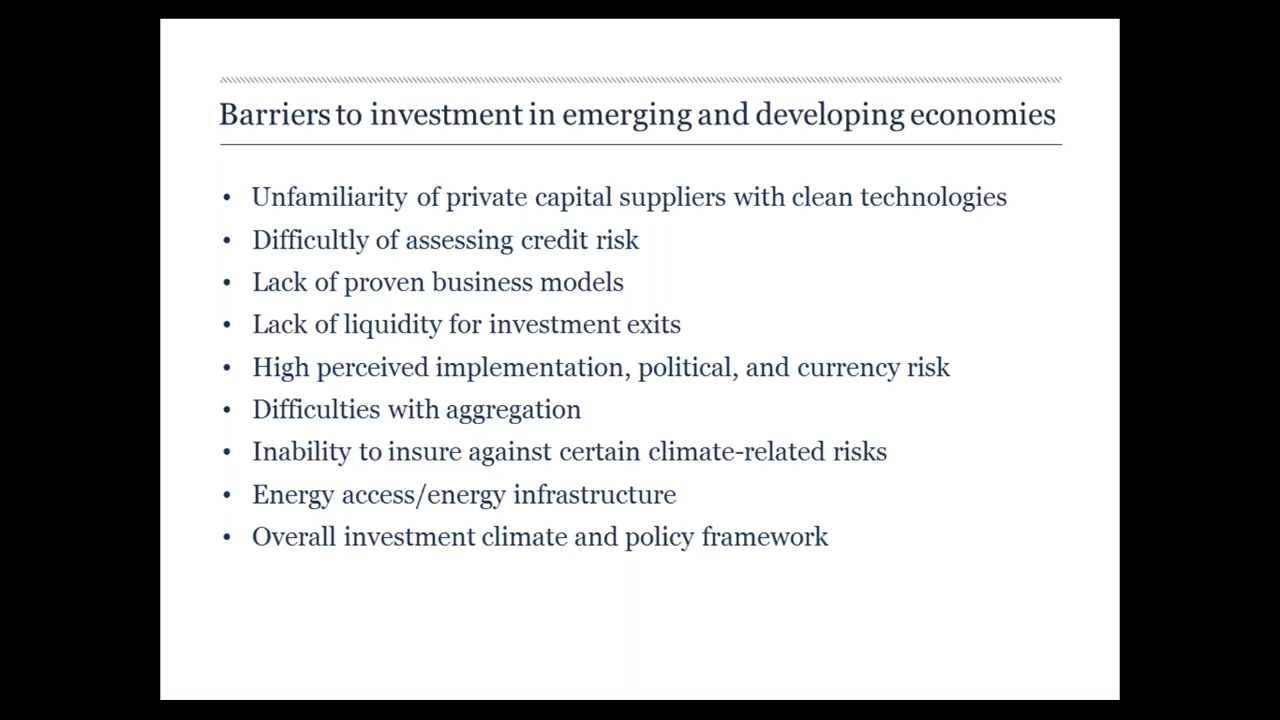 Barriers to investment in emerging and developing economies
• Unfamiliarity of private capital suppliers with clean technologies
• Difficultly of assessing credit risk
• Lack of proven business models
• Lack of liquidity for investment exits
• High perceived implementation, political, and currency risk
• Difficulties with aggregation
• Inability to insure against certain climate-related risks
• Energy access/energy infrastructure
• Overall investment climate and policy framework